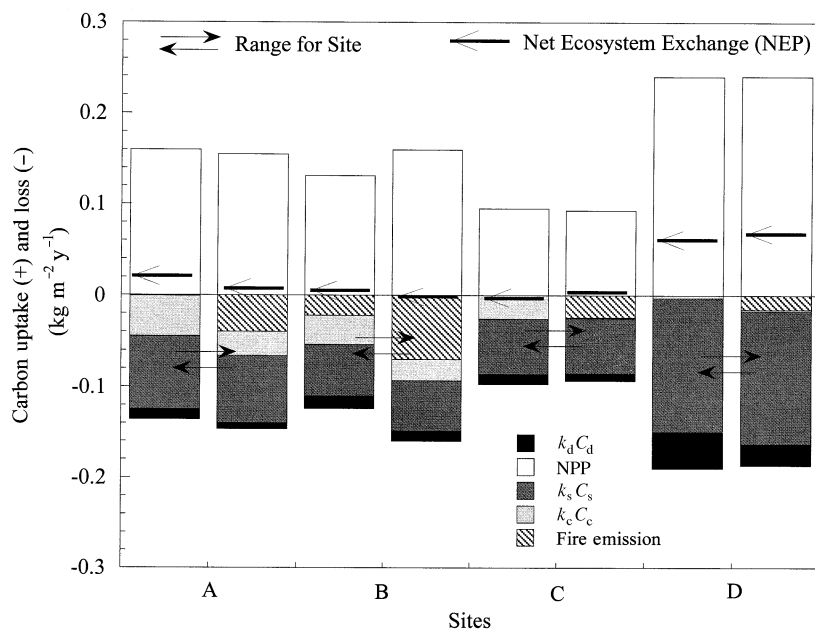 Range for Site
Net Ecosystem Exchange (NEP)
Carbon uptake (+) and loss (−)
(kg m⁻² y⁻¹)
0.3
0.2
0.1
0
-0.1
-0.2
-0.3
k_d C_d
NPP
k_s C_s
k_c C_c
Fire emission
A B C D
Sites